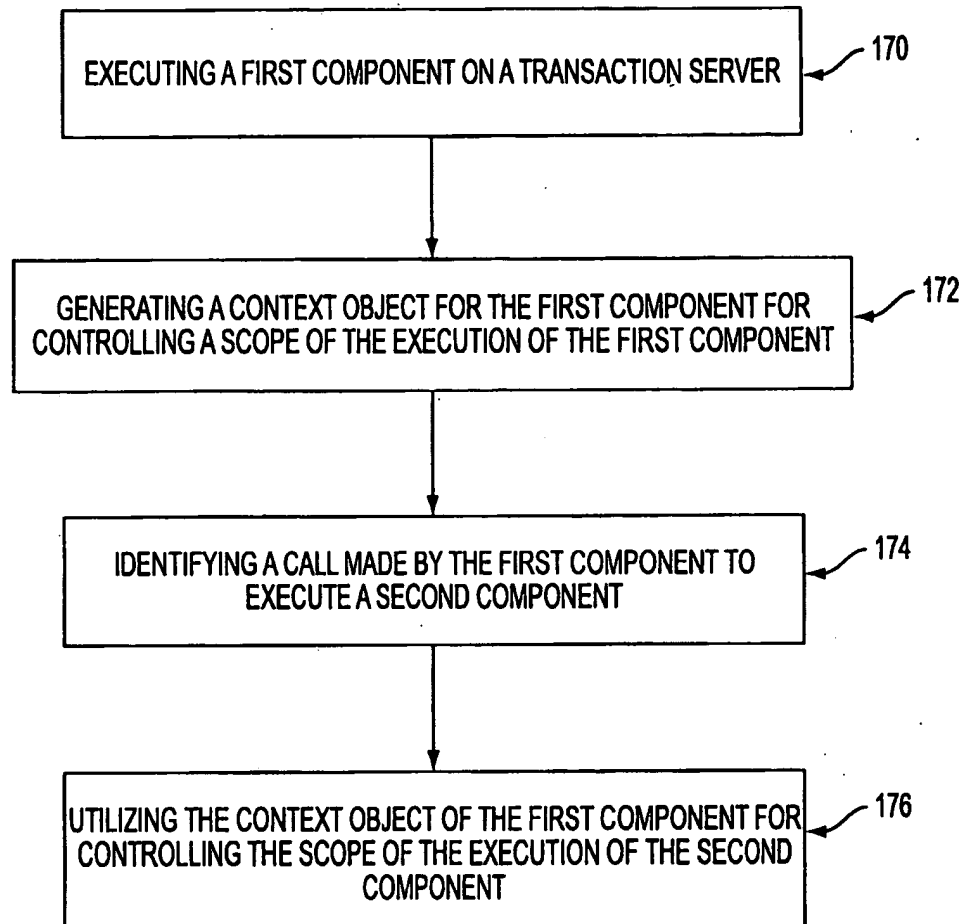 EXECUTING A FIRST COMPONENT ON A TRANSACTION SERVER
170
GENERATING A CONTEXT OBJECT FOR THE FIRST COMPONENT FOR
CONTROLLING A SCOPE OF THE EXECUTION OF THE FIRST COMPONENT
172
IDENTIFYING A CALL MADE BY THE FIRST COMPONENT TO
EXECUTE A SECOND COMPONENT
174
UTILIZING THE CONTEXT OBJECT OF THE FIRST COMPONENT FOR
CONTROLLING THE SCOPE OF THE EXECUTION OF THE SECOND
COMPONENT
176